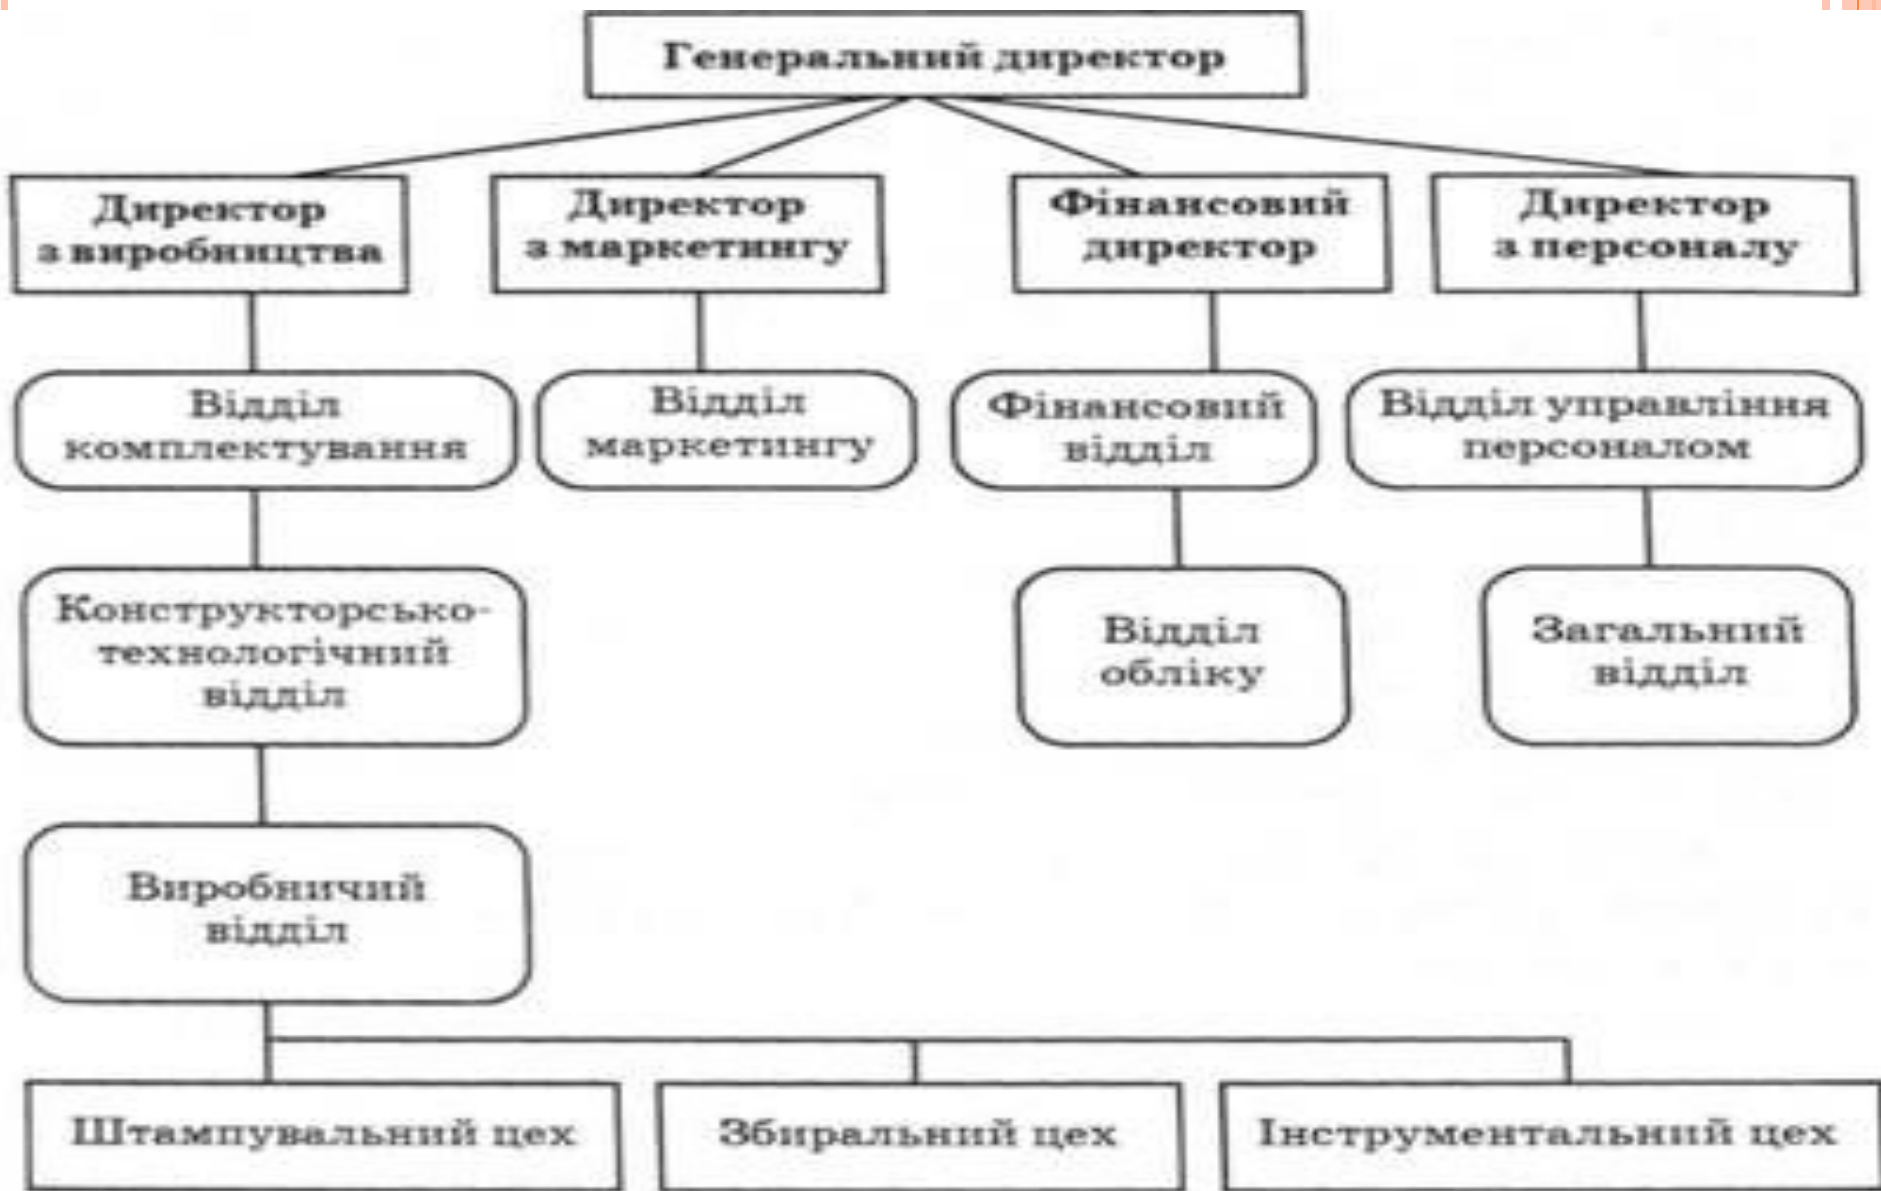 Генеральний директор
Директор
з виробництва
Директор
з маркетингу
Фінансовий
директор
Директор
з персоналу
Відділ
комплектування
Відділ
маркетингу
Фінансовий
відділ
Відділ управління
персоналом
Конструкторсько-
технологічний
відділ
Відділ
обліку
Загальний
відділ
Виробничий
відділ
Штампувальний цех
Збиральний цех
Інструментальний цех